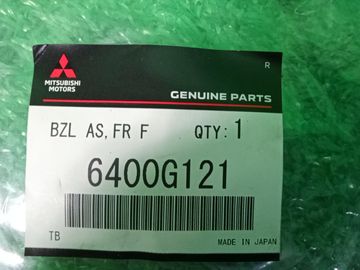 R
MITSUBISHI
MOTORS
GENUINE PARTS
BZL AS, FR F QTY: 1
6400G121
TB MADE IN JAPAN